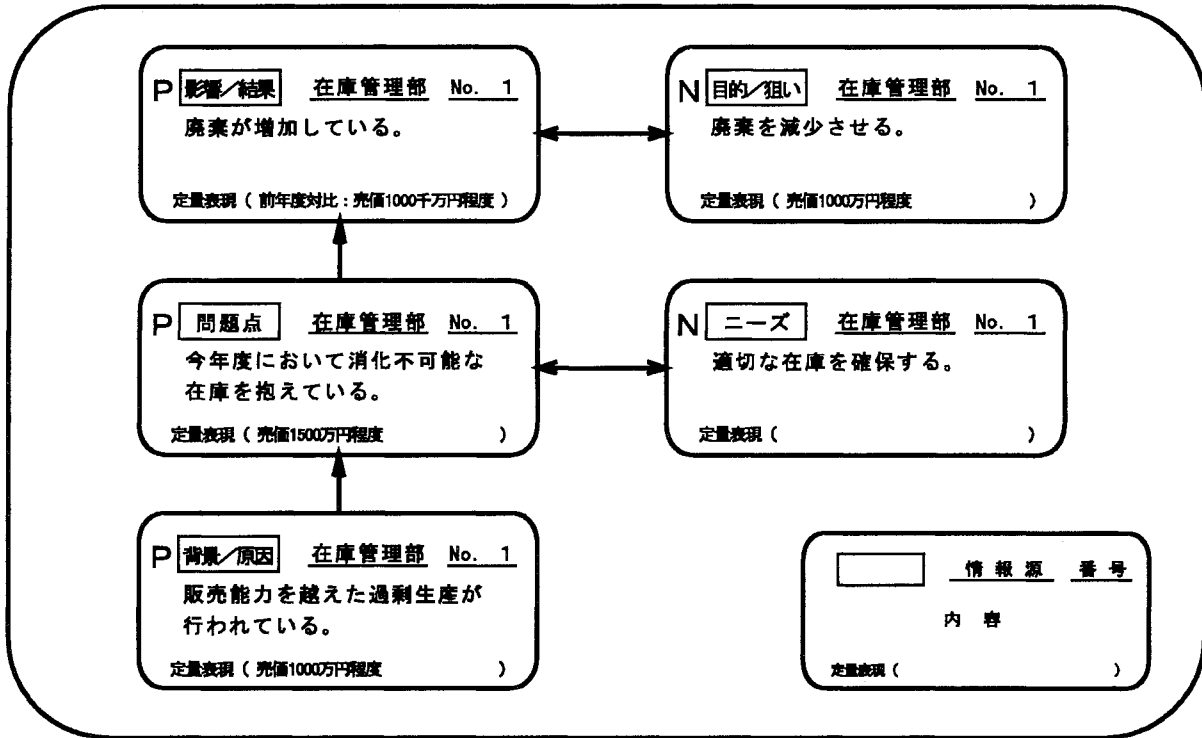 P 影響／結果 在庫管理部 No. 1
廃棄が増加している。
定量表現（ 前年度対比：売価1000千万円程度 ）
N 目的／狙い 在庫管理部 No. 1
廃棄を減少させる。
定量表現（ 売価1000万円程度 ）
P 問題点 在庫管理部 No. 1
今年度において消化不可能な
在庫を抱えている。
定量表現（ 売価1500万円程度 ）
N ニーズ 在庫管理部 No. 1
適切な在庫を確保する。
定量表現（ ）
P 背景／原因 在庫管理部 No. 1
販売能力を越えた過剰生産が
行われている。
定量表現（ 売価1000万円程度 ）
情報源 番号
内容
定量表現（ ）